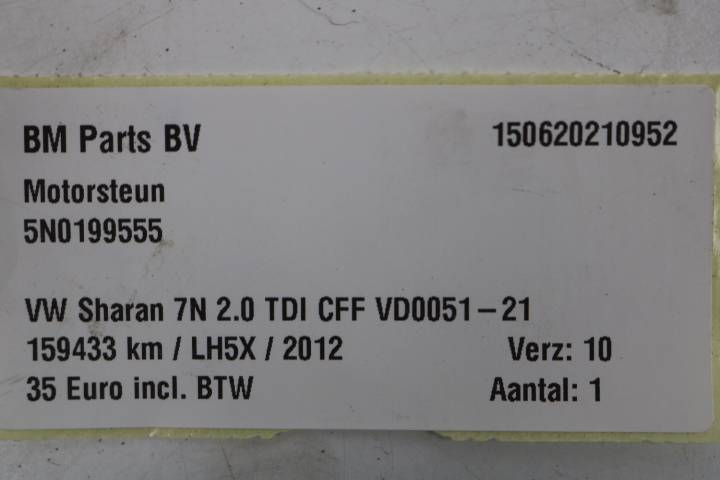 BM Parts BV 150620210952
Motorsteun
5N0199555
VW Sharan 7N 2.0 TDI CFF VD0051-21
159433 km / LH5X / 2012 Verz: 10
35 Euro incl. BTW Aantal: 1